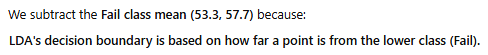 We subtract the Fail class mean (53.3, 57.7) because:
LDA's decision boundary is based on how far a point is from the lower class (Fail).